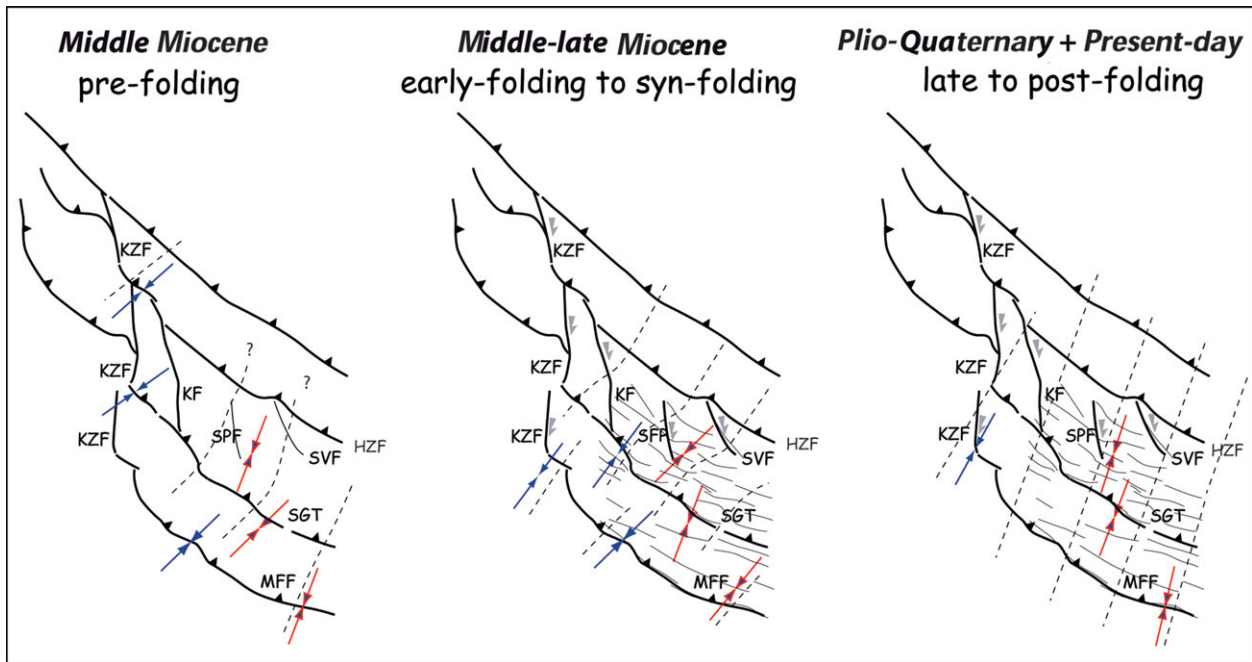 Middle Miocene
pre-folding
KZF
KZF
KZF
KF
?
?
SPF
SVF
HZF
SGT
MFF
Middle-late Miocene
early-folding to syn-folding
KZF
KZF
KZF
KF
SFP
SVF
HZF
SGT
MFF
Plio-Quaternary + Present-day
late to post-folding
KZF
KZF
KZF
KF
SPF
SVF
HZF
SGT
MFF